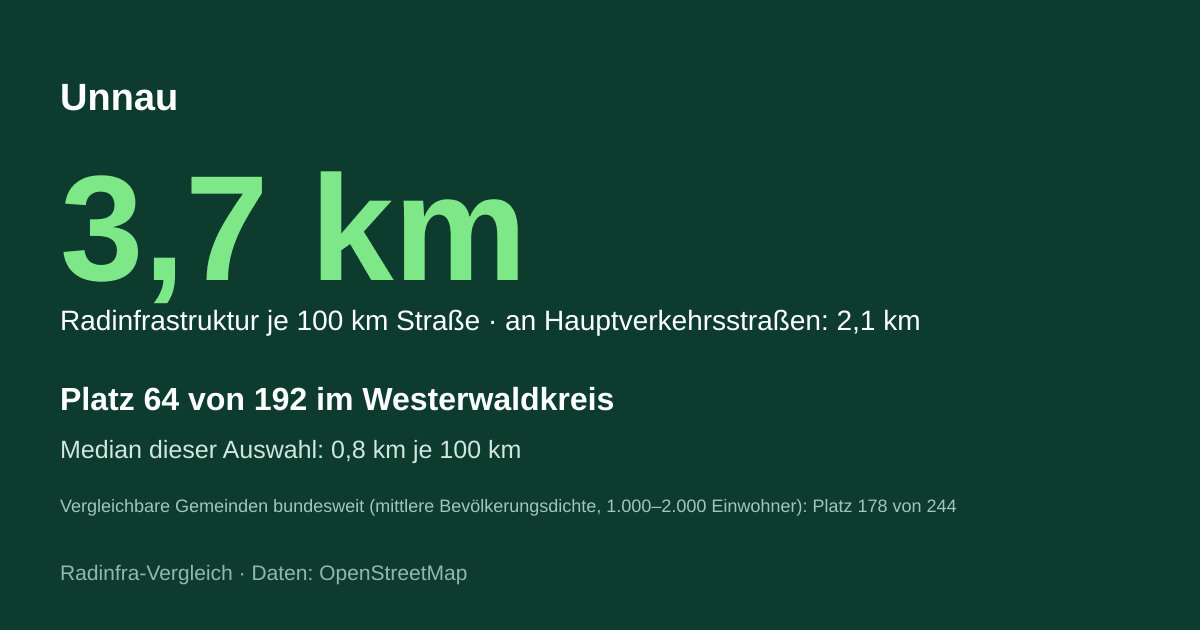 Unnau
3,7 km
Radinfrastruktur je 100 km Straße · an Hauptverkehrsstraßen: 2,1 km
Platz 64 von 192 im Westerwaldkreis
Median dieser Auswahl: 0,8 km je 100 km
Vergleichbare Gemeinden bundesweit (mittlere Bevölkerungsdichte, 1.000–2.000 Einwohner): Platz 178 von 244
Radinfra-Vergleich · Daten: OpenStreetMap